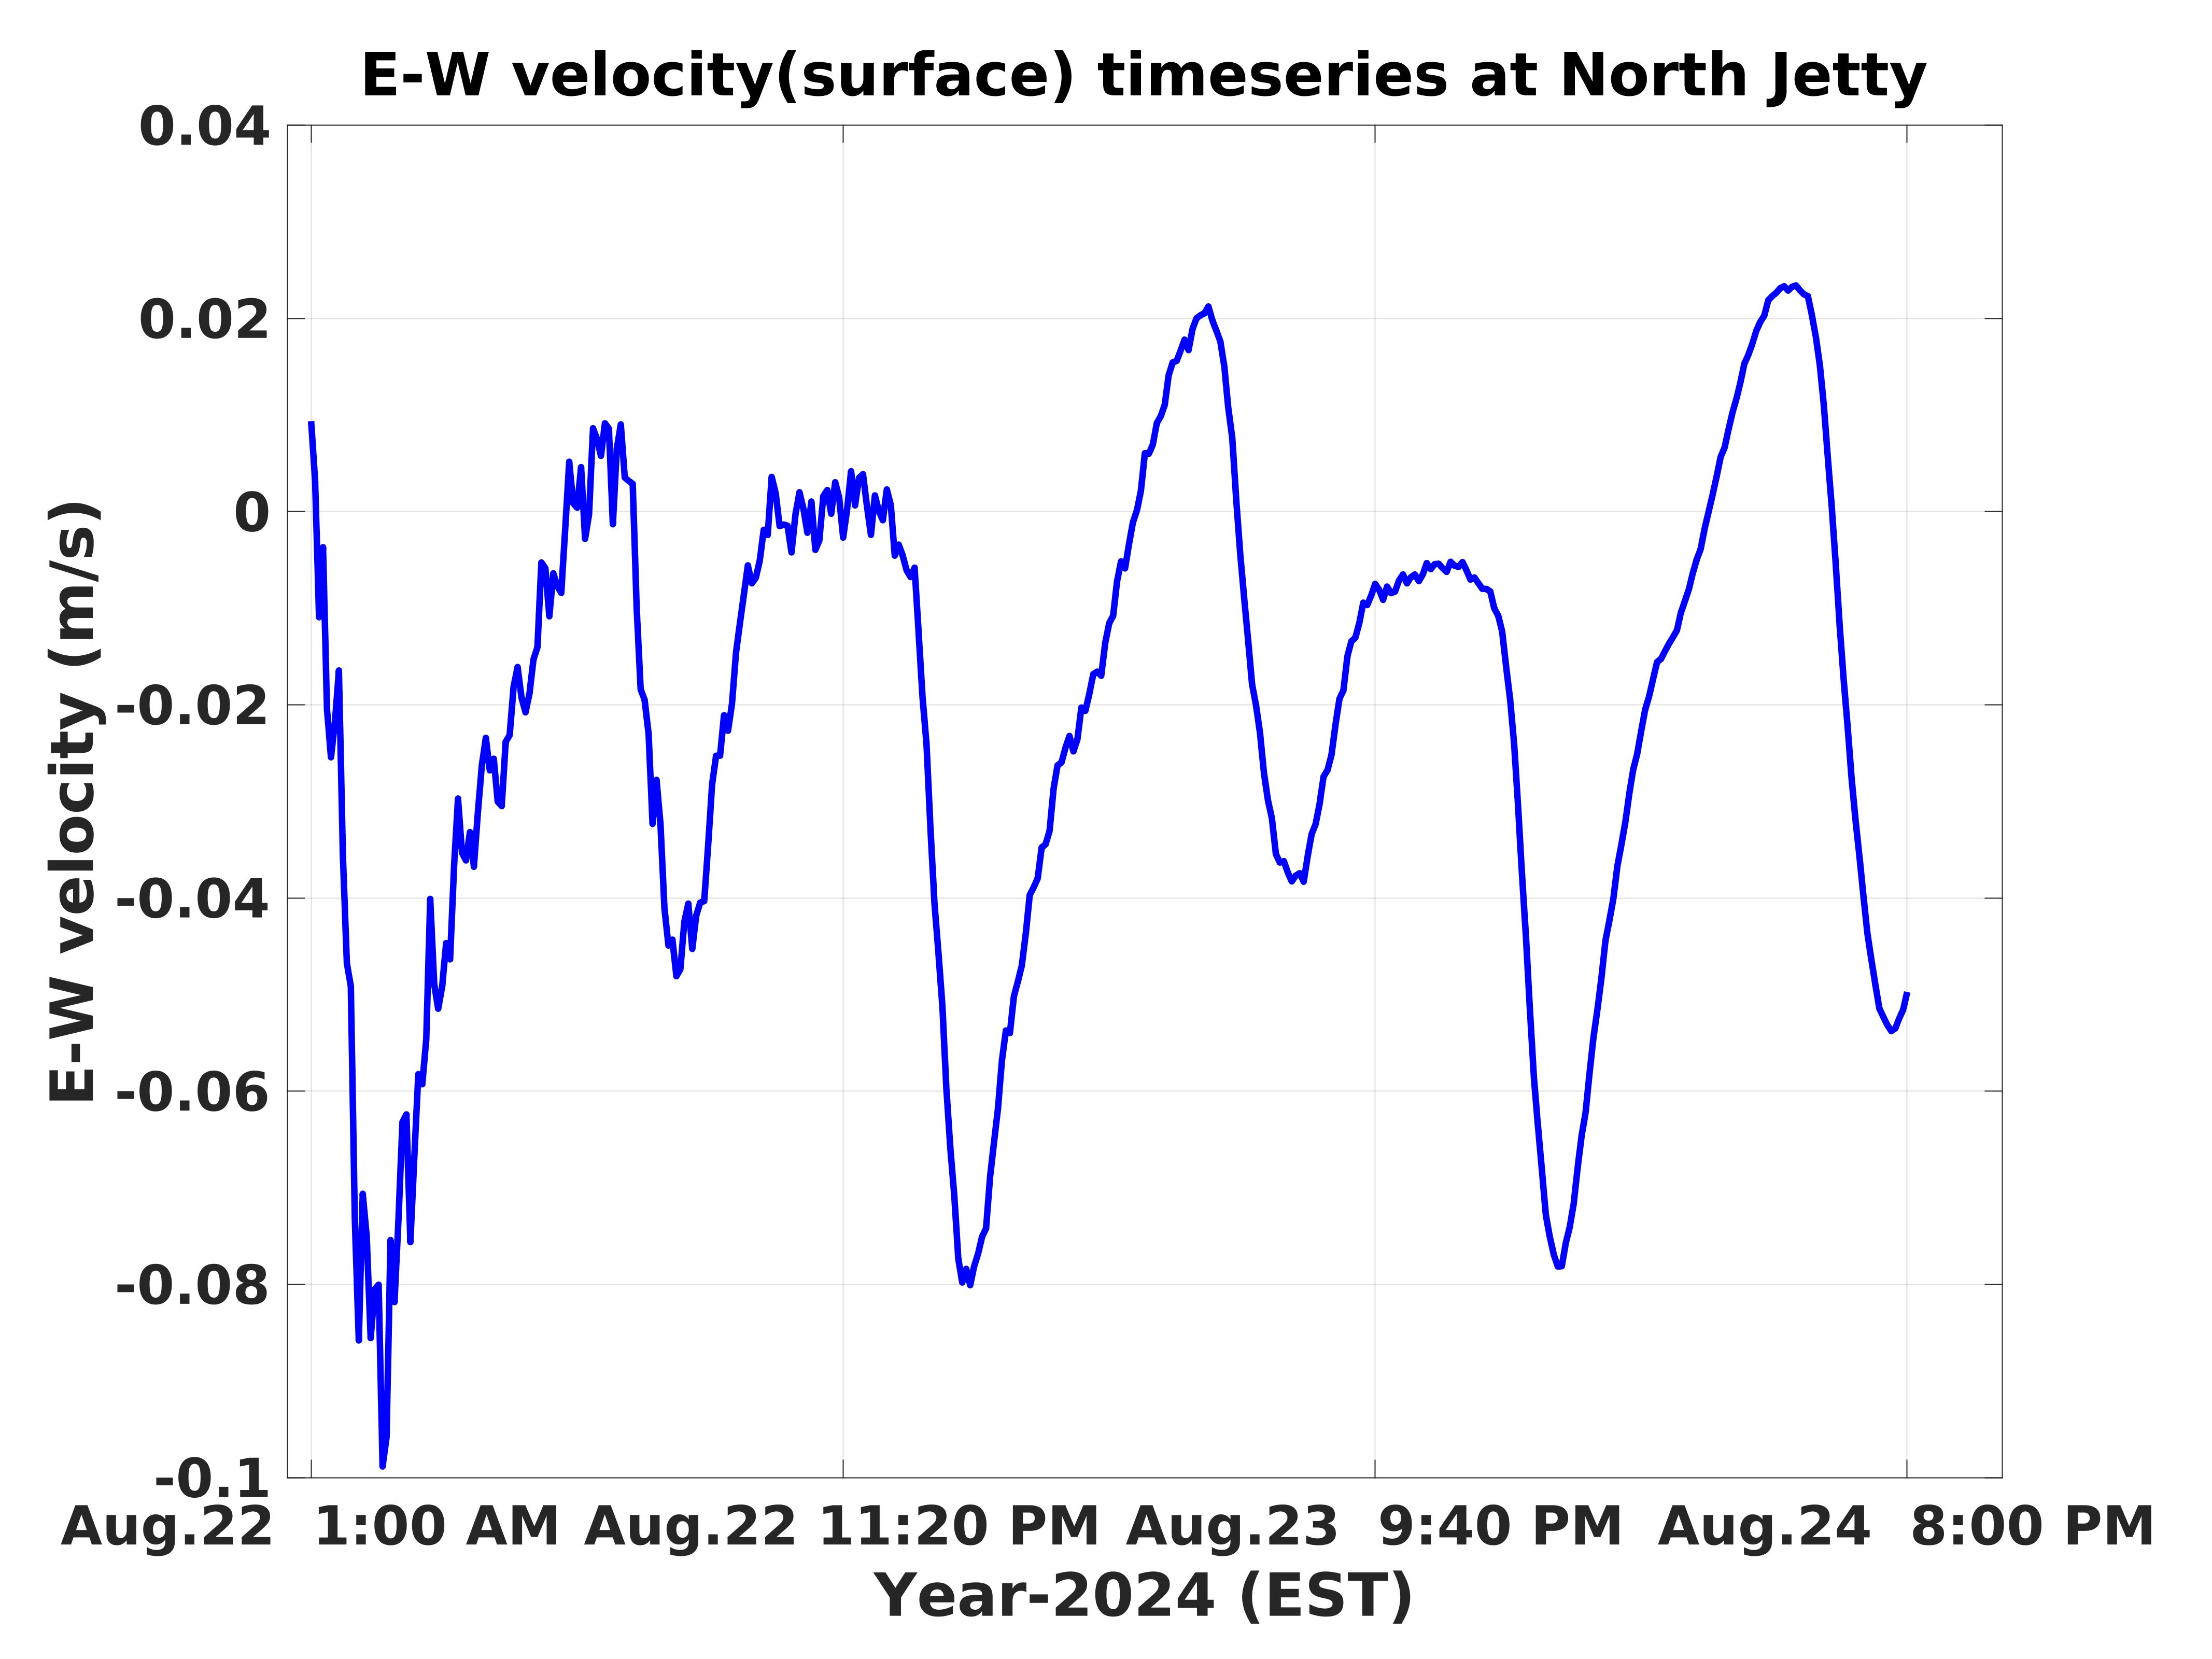 E-W velocity(surface) timeseries at North Jetty
E-W velocity (m/s)
0.04
0.02
0
-0.02
-0.04
-0.06
-0.08
-0.1
Aug.22 1:00 AM Aug.22 11:20 PM Aug.23 9:40 PM Aug.24 8:00 PM
Year-2024 (EST)